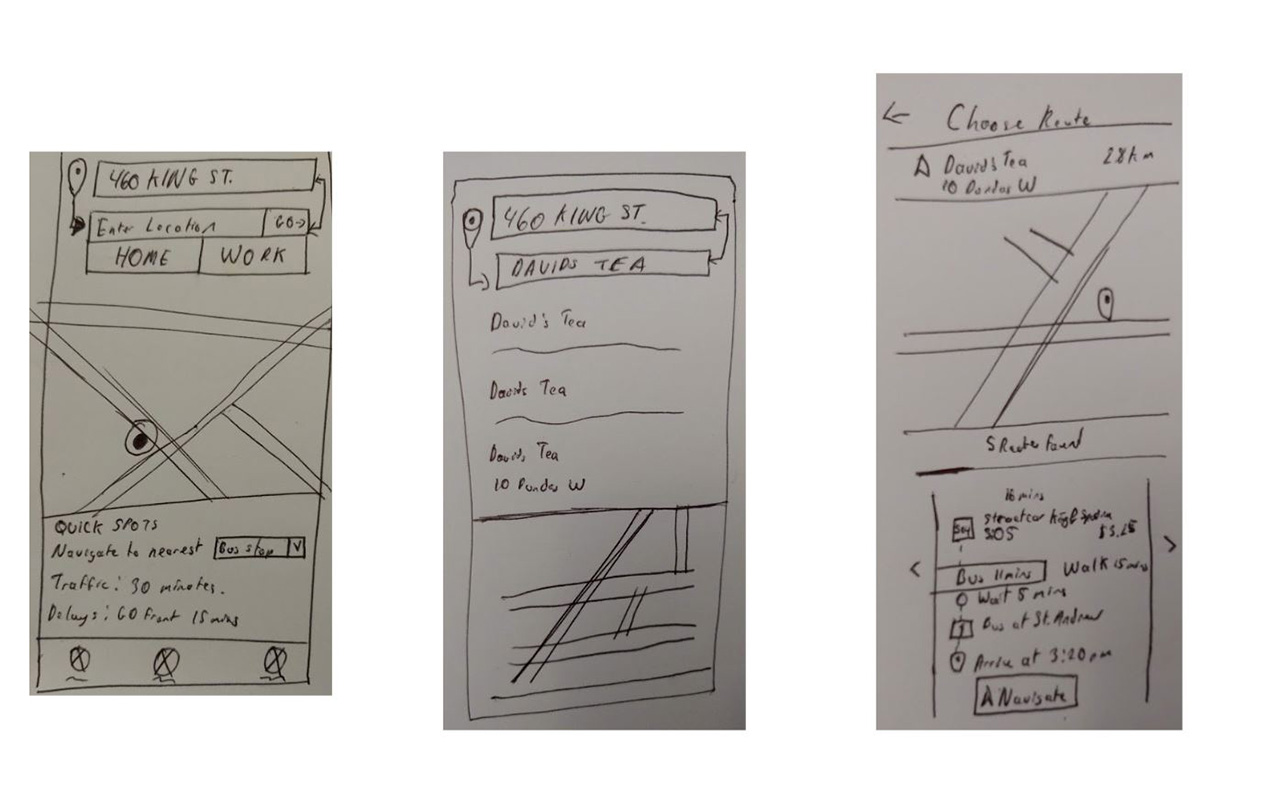 460 KING ST.
Enter Location GO→
HOME WORK
QUICK SPOTS
Navigate to nearest Bus stop V
Traffic: 30 minutes.
Delays: GO Front 15 mins
460 KING ST.
DAVIDS TEA
David's Tea
Davids Tea
Davids Tea
10 Dundas W
Choose Route
David's Tea 28km
10 Dundas W
5 Routes Found
16 mins
504 Streetcar King Spadina
505 $3.25
Bus 11mins Walk 15 mins
Wait 5 mins
Bus at St. Andrew
Arrive at 3:20pm
Navigate